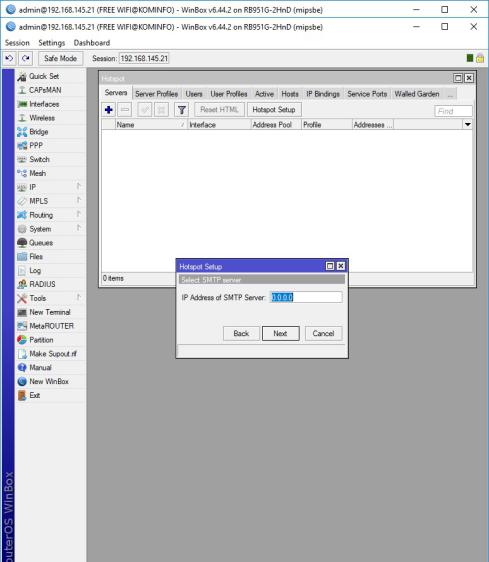 admin@192.168.145.21 (FREE WIFI@KOMINFO) - WinBox v6.44.2 on RB951G-2HnD (mipsbe)
admin@192.168.145.21 (FREE WIFI@KOMINFO) - WinBox v6.44.2 on RB951G-2HnD (mipsbe)
Session Settings Dashboard
Safe Mode Session: 192.168.145.21
Quick Set
CAPsMAN
Interfaces
Wireless
Bridge
PPP
Switch
Mesh
IP
MPLS
Routing
System
Queues
Files
Log
RADIUS
Tools
New Terminal
MetaROUTER
Partition
Make Supout.rif
Manual
New WinBox
Exit
Hotspot
Servers Server Profiles Users User Profiles Active Hosts IP Bindings Service Ports Walled Garden ...
Reset HTML Hotspot Setup Find
Name / Interface Address Pool Profile Addresses ...
0 items
Hotspot Setup
Select SMTP server
IP Address of SMTP Server: 0.0.0.0
Back Next Cancel
outerOS WinBox